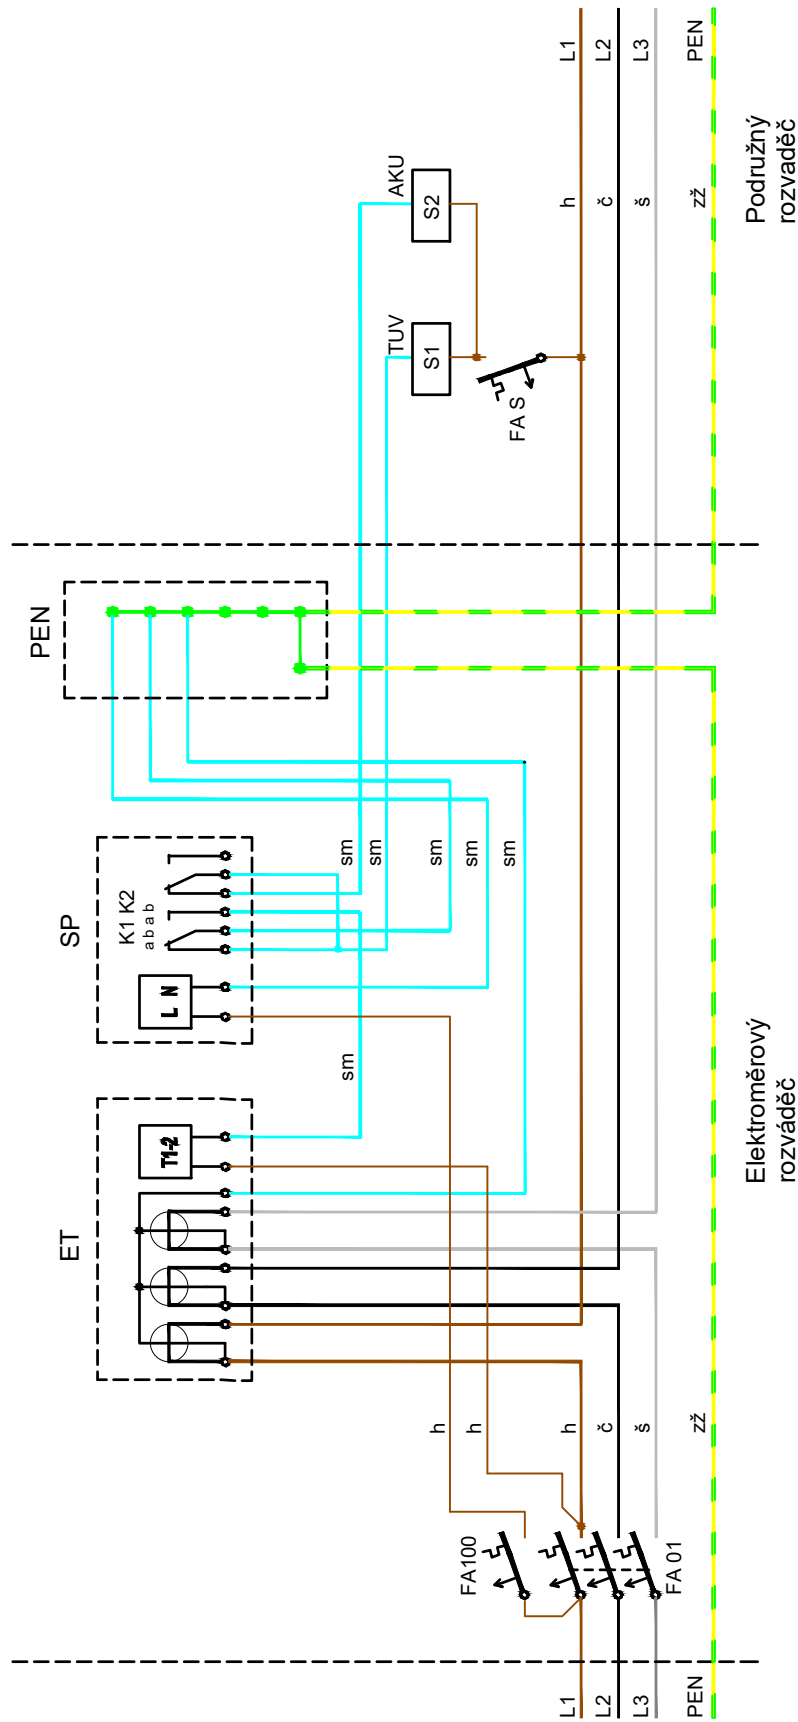 L1
L2
L3
PEN
h
č
š
zž
Podružný
rozvaděč
AKU
S2
TUV
S1
FA S
PEN
sm
sm
sm
sm
sm
SP
K1 K2
a b a b
L N
sm
ET
T1-2
Elektroměrový
rozváděč
h
h
h
č
š
zž
FA100
FA 01
L1
L2
L3
PEN